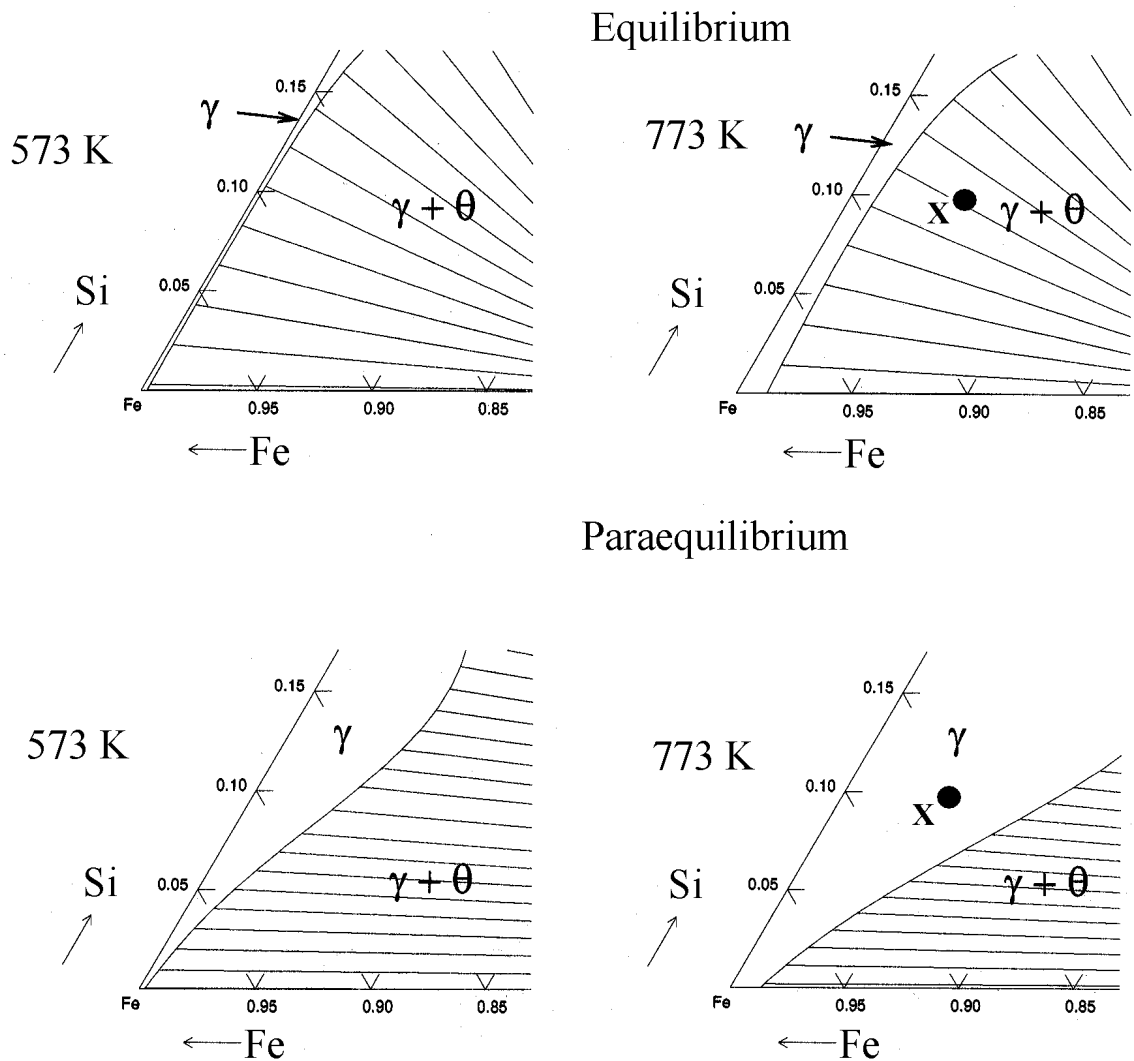 Equilibrium
573 K
γ
0.15
0.10
γ + θ
Si
0.05
Fe
0.95
0.90
0.85
Fe
773 K
γ
0.15
0.10
X
γ + θ
Si
0.05
Fe
0.95
0.90
0.85
Fe
Paraequilibrium
573 K
γ
0.15
0.10
γ + θ
Si
0.05
Fe
0.95
0.90
0.85
Fe
773 K
γ
0.15
0.10
X
γ + θ
Si
0.05
Fe
0.95
0.90
0.85
Fe